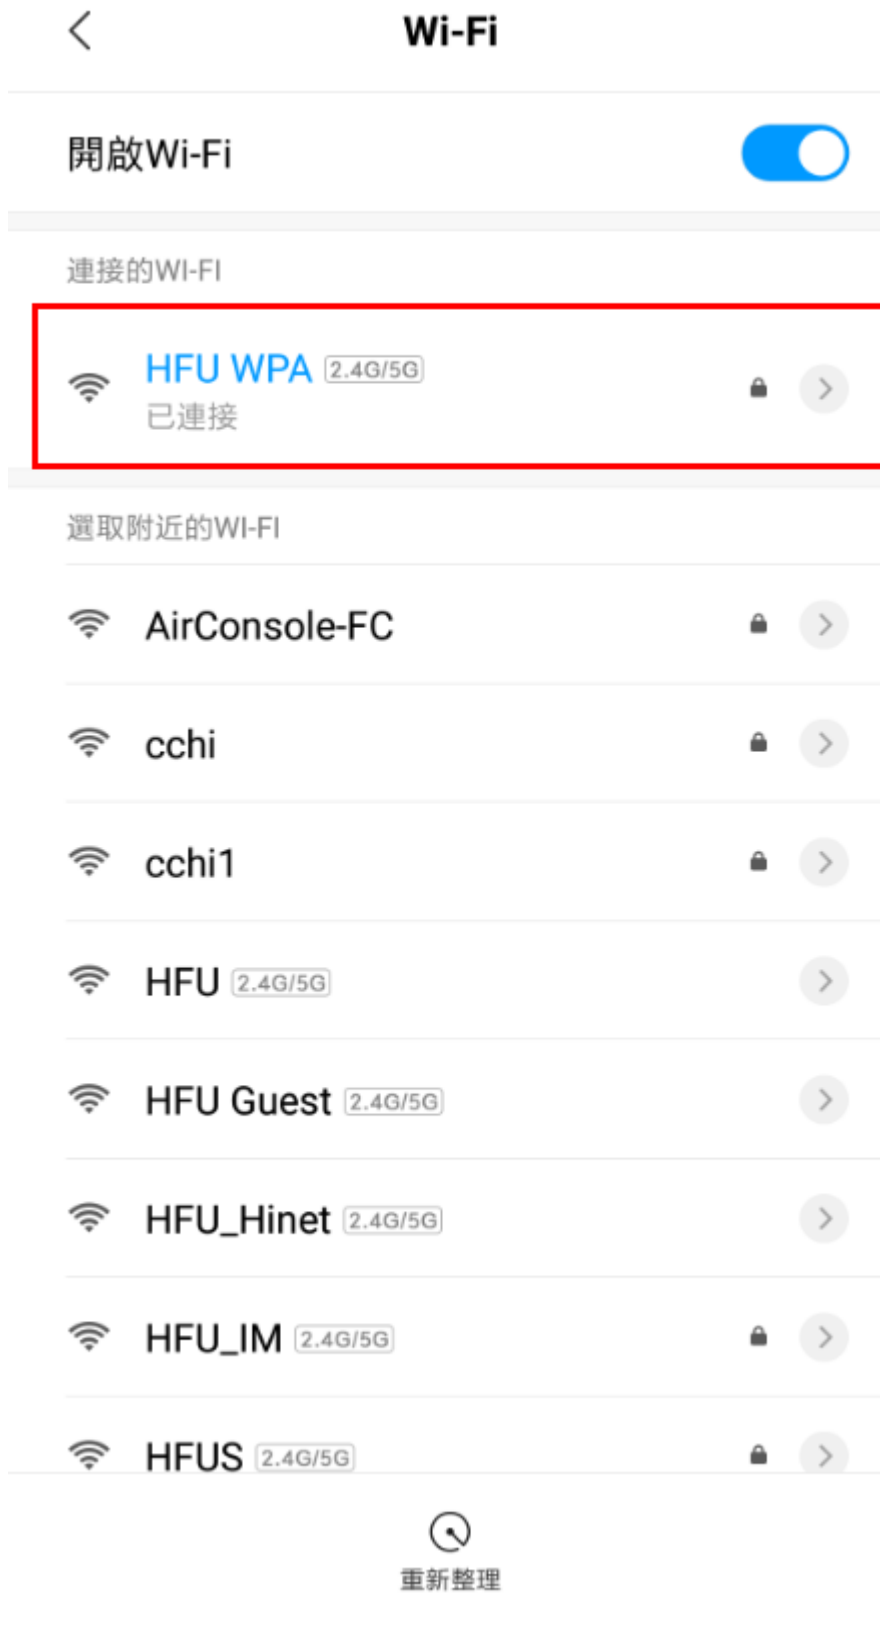 Wi-Fi
開啟Wi-Fi
連接的WI-FI
HFU WPA 2.4G/5G
已連接
選取附近的WI-FI
AirConsole-FC
cchi
cchi1
HFU 2.4G/5G
HFU Guest 2.4G/5G
HFU_Hinet 2.4G/5G
HFU_IM 2.4G/5G
HFUS 2.4G/5G
重新整理